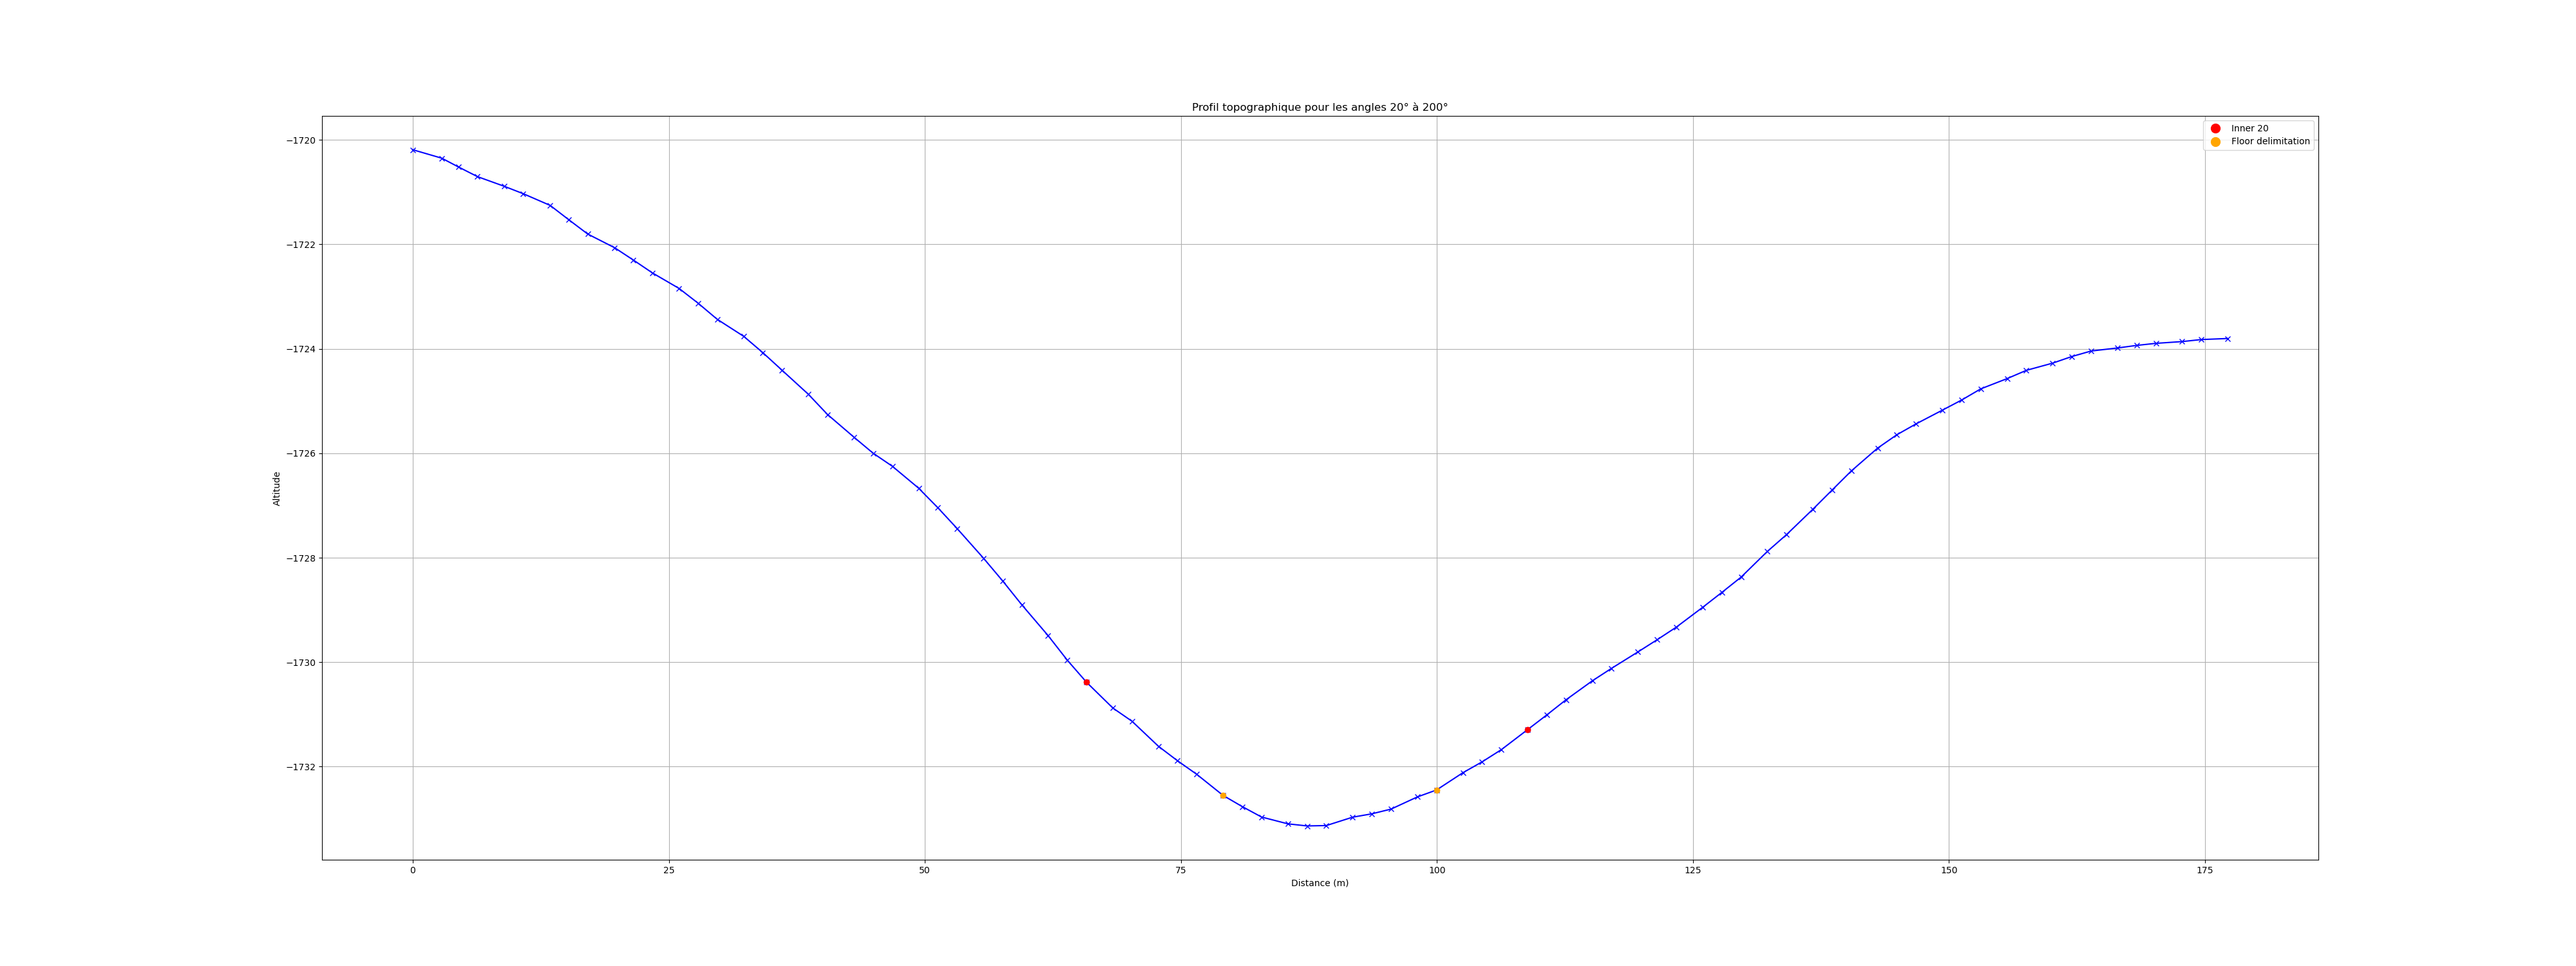 Profil topographique pour les angles 20° à 200°
Inner 20
Floor delimitation
−1720
−1722
−1724
−1726
−1728
−1730
−1732
Altitude
0 25 50 75 100 125 150 175
Distance (m)